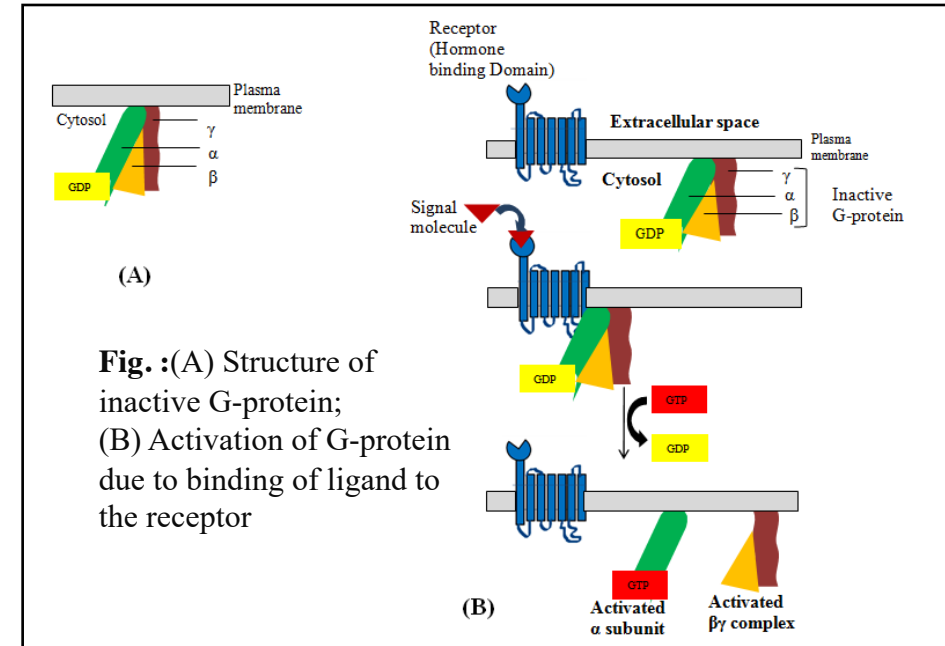 Plasma
membrane
Cytosol
γ
α
β
GDP
(A)
Fig. :(A) Structure of
inactive G-protein;
(B) Activation of G-protein
due to binding of ligand to
the receptor
Receptor
(Hormone
binding Domain)
Extracellular space
Plasma
membrane
Cytosol
γ
α
β
Inactive
G-protein
GDP
Signal
molecule
GDP
GTP
GDP
GTP
Activated
α subunit
Activated
βγ complex
(B)